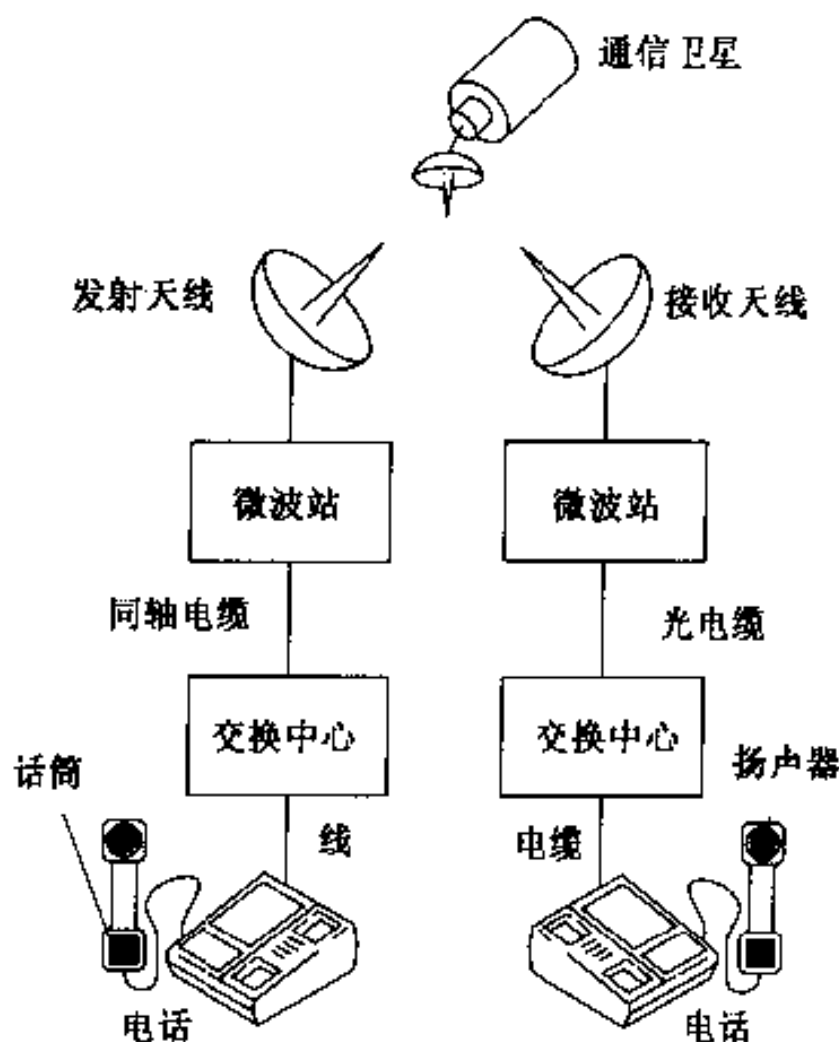 通信卫星
发射天线
接收天线
微波站
微波站
同轴电缆
光电缆
交换中心
交换中心
话筒
扬声器
线
电缆
电话
电话